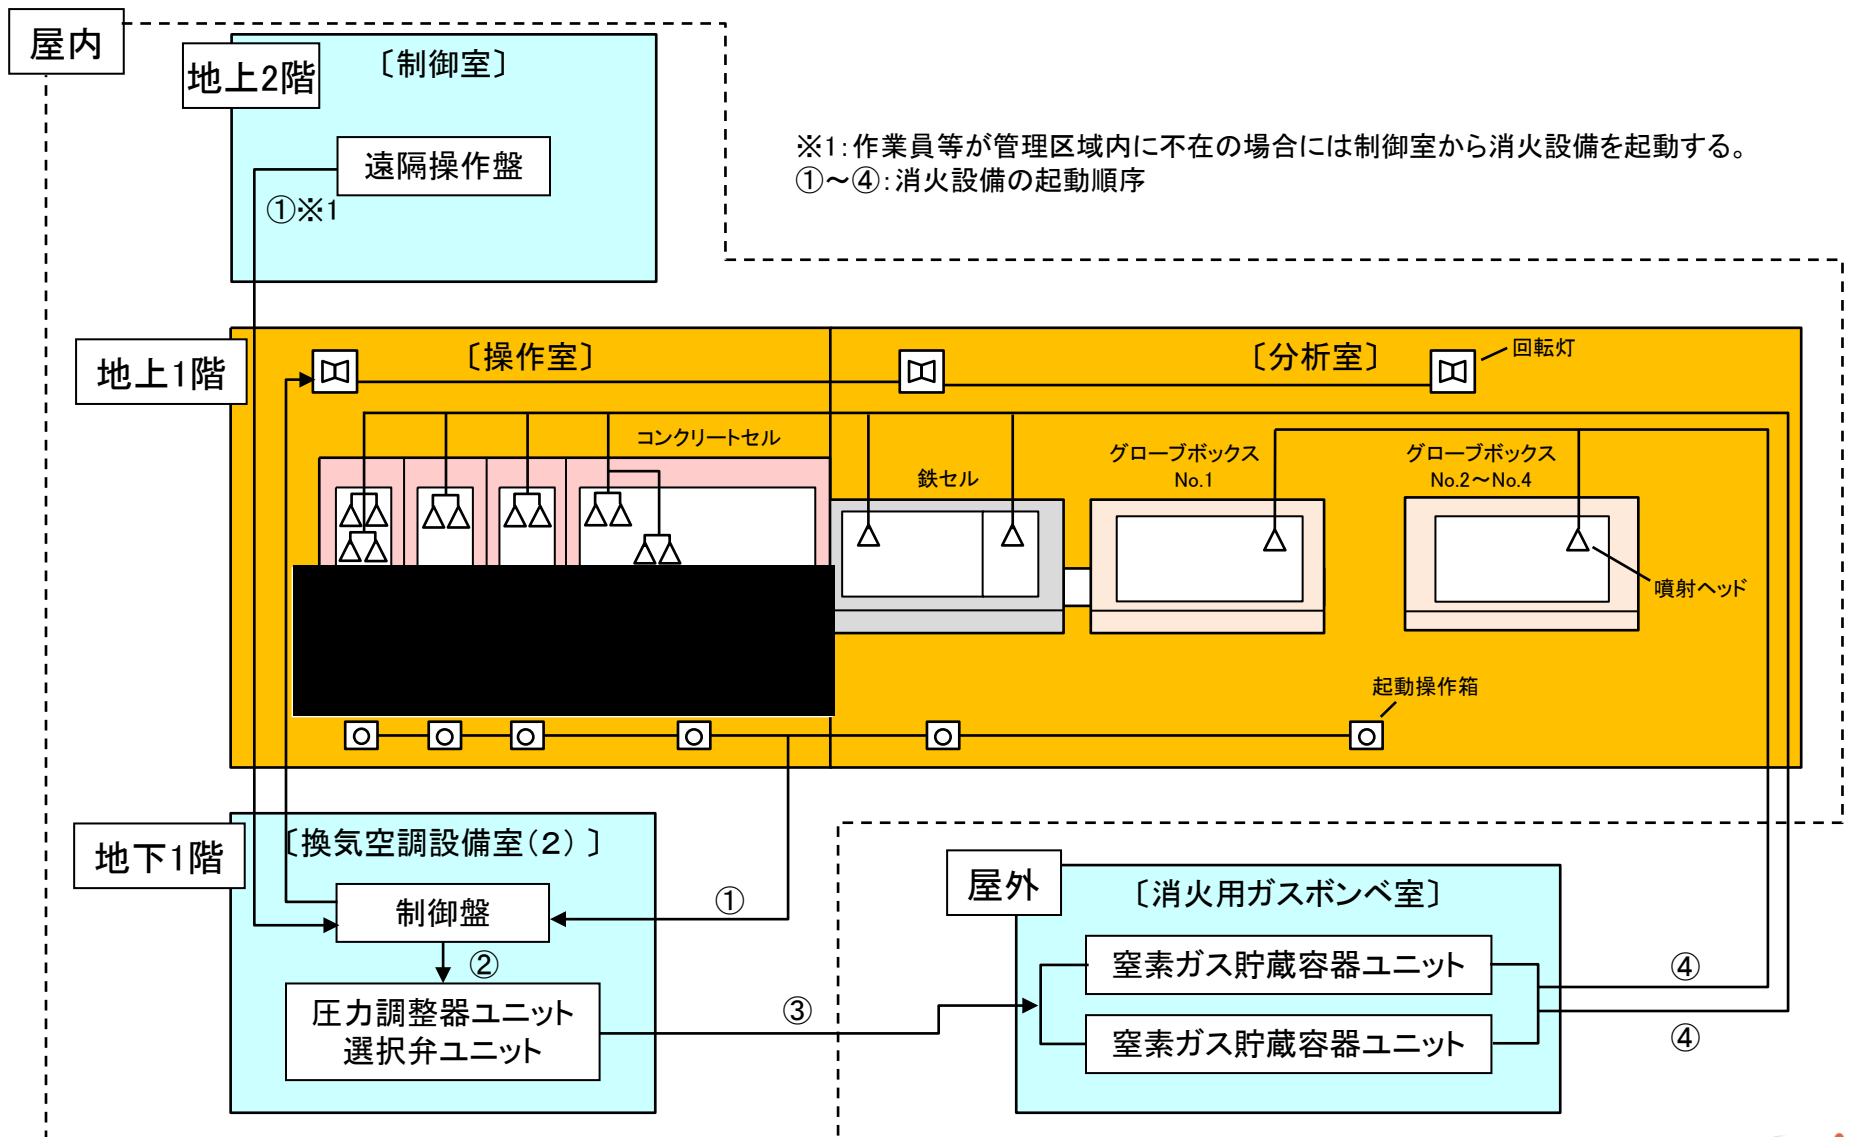 屋内
地上2階
〔制御室〕
遠隔操作盤
①※1
※1:作業員等が管理区域内に不在の場合には制御室から消火設備を起動する。
①～④:消火設備の起動順序
地上1階
〔操作室〕
〔分析室〕
回転灯
コンクリートセル
鉄セル
グローブボックス
No.1
グローブボックス
No.2～No.4
噴射ヘッド
起動操作箱
地下1階
〔換気空調設備室(2)〕
制御盤
①
②
圧力調整器ユニット
選択弁ユニット
③
屋外
〔消火用ガスボンベ室〕
窒素ガス貯蔵容器ユニット
窒素ガス貯蔵容器ユニット
④
④